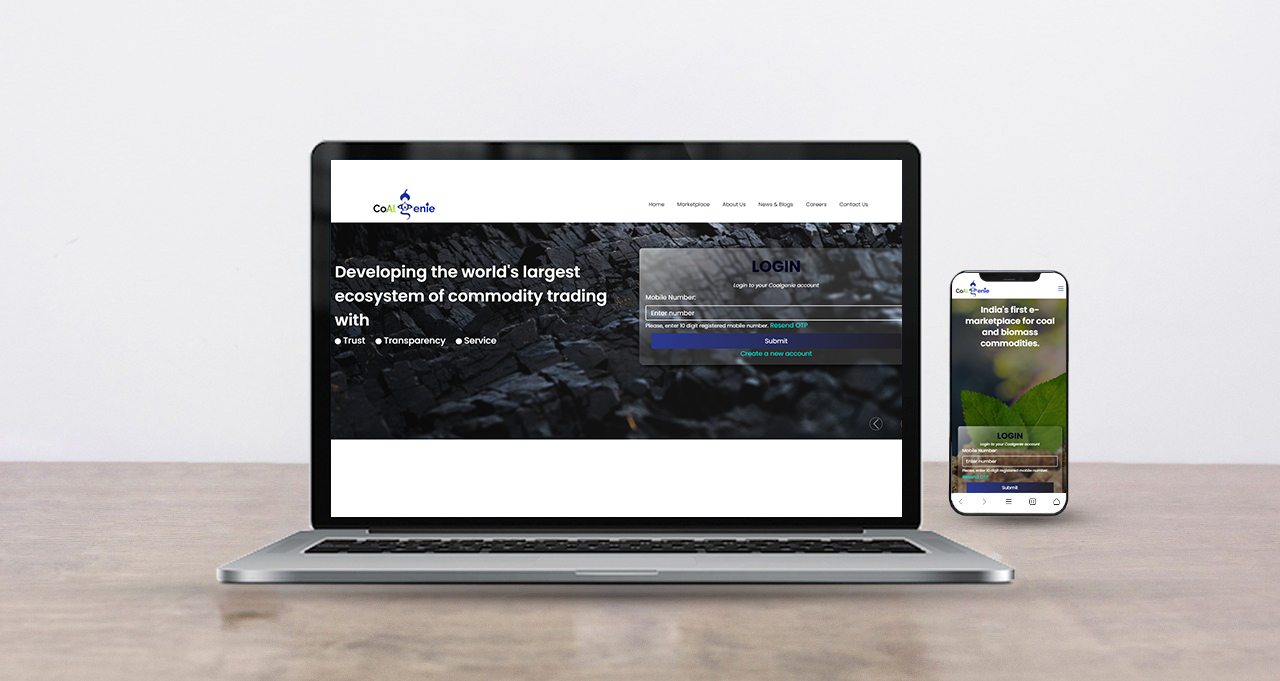 CoAl Genie
Home Marketplace About Us News & Blogs Careers Contact Us
Developing the world's largest
ecosystem of commodity trading
with
Trust Transparency Service
LOGIN
Login to your Coalgenie account
Mobile Number:
Enter number
Please, enter 10 digit registered mobile number. Resend OTP
Submit
Create a new account
CoAl Genie
India's first e-
marketplace for coal
and biomass
commodities.
LOGIN
Login to your Coalgenie account
Mobile Number:
Enter number
Please, enter 10 digit registered mobile number.
Resend OTP
Submit